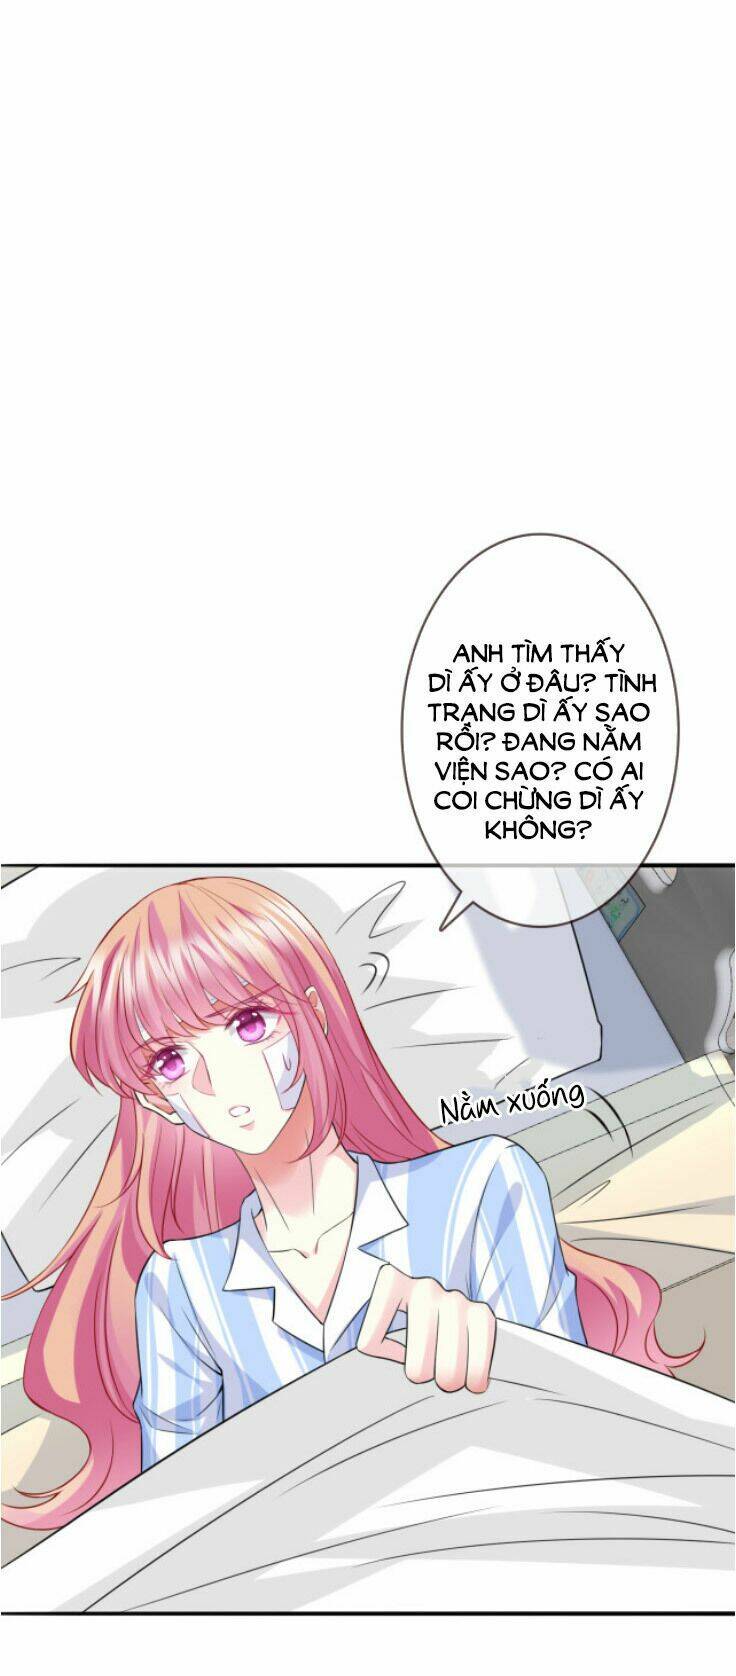 ANH TÌM THẤY
DÌ ẤY Ở ĐÂU? TÌNH
TRẠNG DÌ ẤY SAO
RỒI? ĐANG NẰM
VIỆN SAO? CÓ AI
COI CHỪNG DÌ ẤY
KHÔNG?
Nằm xuống